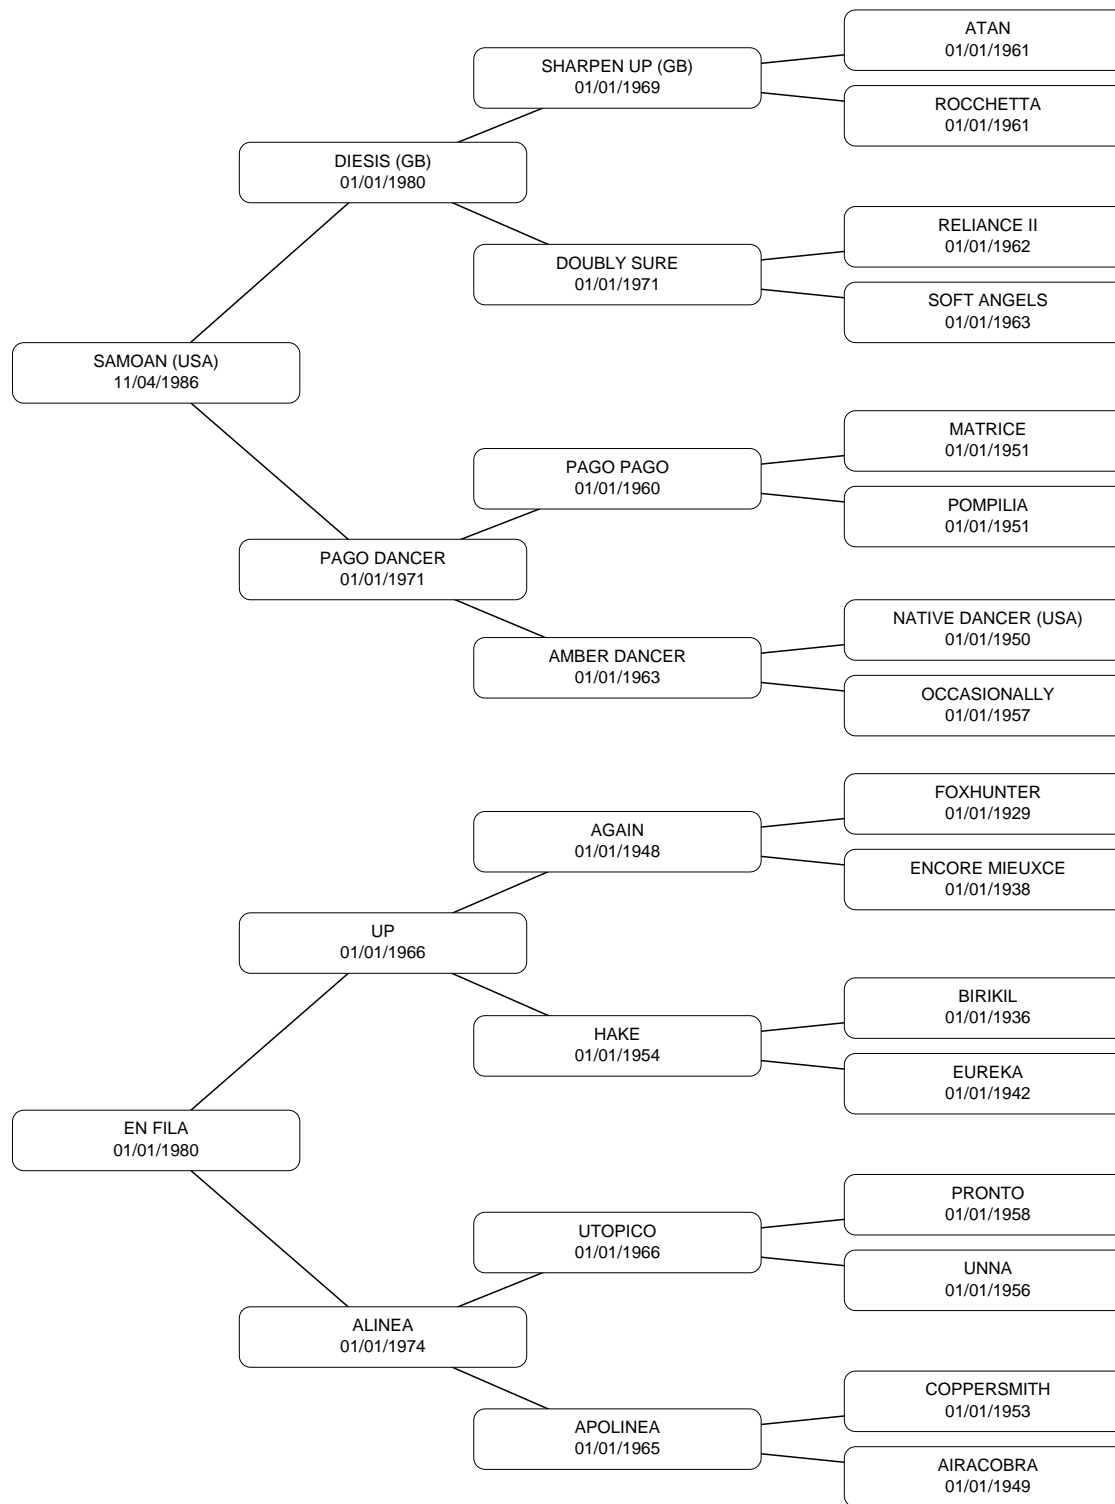 ATAN
01/01/1961
SHARPEN UP (GB)
01/01/1969
ROCCHETTA
01/01/1961
DIESIS (GB)
01/01/1980
RELIANCE II
01/01/1962
DOUBLY SURE
01/01/1971
SOFT ANGELS
01/01/1963
SAMOAN (USA)
11/04/1986
MATRICE
01/01/1951
PAGO PAGO
01/01/1960
POMPILIA
01/01/1951
PAGO DANCER
01/01/1971
NATIVE DANCER (USA)
01/01/1950
AMBER DANCER
01/01/1963
OCCASIONALLY
01/01/1957
FOXHUNTER
01/01/1929
AGAIN
01/01/1948
ENCORE MIEUXCE
01/01/1938
UP
01/01/1966
BIRIKIL
01/01/1936
HAKE
01/01/1954
EUREKA
01/01/1942
EN FILA
01/01/1980
PRONTO
01/01/1958
UTOPICO
01/01/1966
UNNA
01/01/1956
ALINEA
01/01/1974
COPPERSMITH
01/01/1953
APOLINEA
01/01/1965
AIRACOBRA
01/01/1949